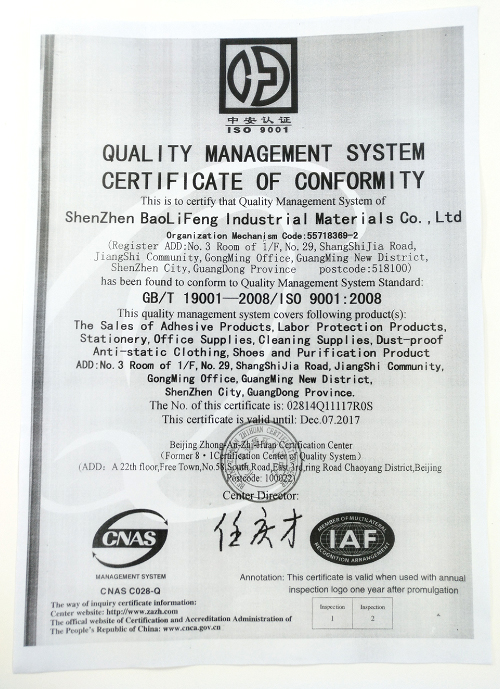 中安认证
ISO 9001
QUALITY MANAGEMENT SYSTEM
CERTIFICATE OF CONFORMITY
This is to certify that Quality Management System of
ShenZhen BaoLiFeng Industrial Materials Co.,Ltd
Organization Mechanism Code:55718369-2
(Register ADD:No.3 Room of 1/F,No.29,ShangShiJia Road,
JiangShi Community,GongMing Office,GuangMing New District,
ShenZhen City,GuangDong Province postcode:518100)
has been found to conform to Quality Management System Standard:
GB/T 19001—2008/ISO 9001:2008
This quality management system covers following product(s):
The Sales of Adhesive Products,Labor Protection Products,
Stationery,Office Supplies,Cleaning Supplies,Dust-proof
Anti-static Clothing,Shoes and Purification Product
ADD:No.3 Room of 1/F,No.29,ShangShiJia Road,JiangShi Community,
GongMing Office,GuangMing New District,
ShenZhen City,GuangDong Province.
The No. of this certificate is: 02814Q11117R0S
This certificate is valid until: Dec.07.2017
Beijing Zhong-An-Zhi-Huan Certification Center
(Former 8·1Certification Center of Quality System)
(ADD: A 22th floor,Free Town,No.58,South Road,East 3rd,ring Road Chaoyang District,Beijing
Postcode: 100022)
Center Director:
任庆才
CNAS
MANAGEMENT SYSTEM
CNAS C028-Q
MEMBER OF MULTILATERAL
IAF
RECOGNITION ARRANGEMENT
Annotation: This certificate is valid when used with annual
inspection logo one year after promulgation
Inspection 1
Inspection 2
The way of inquiry certificate information:
Center website: http://www.zazh.com
The offical website of Certification and Accreditation Administration of
The People's Republic of China: www.cnca.gov.cn